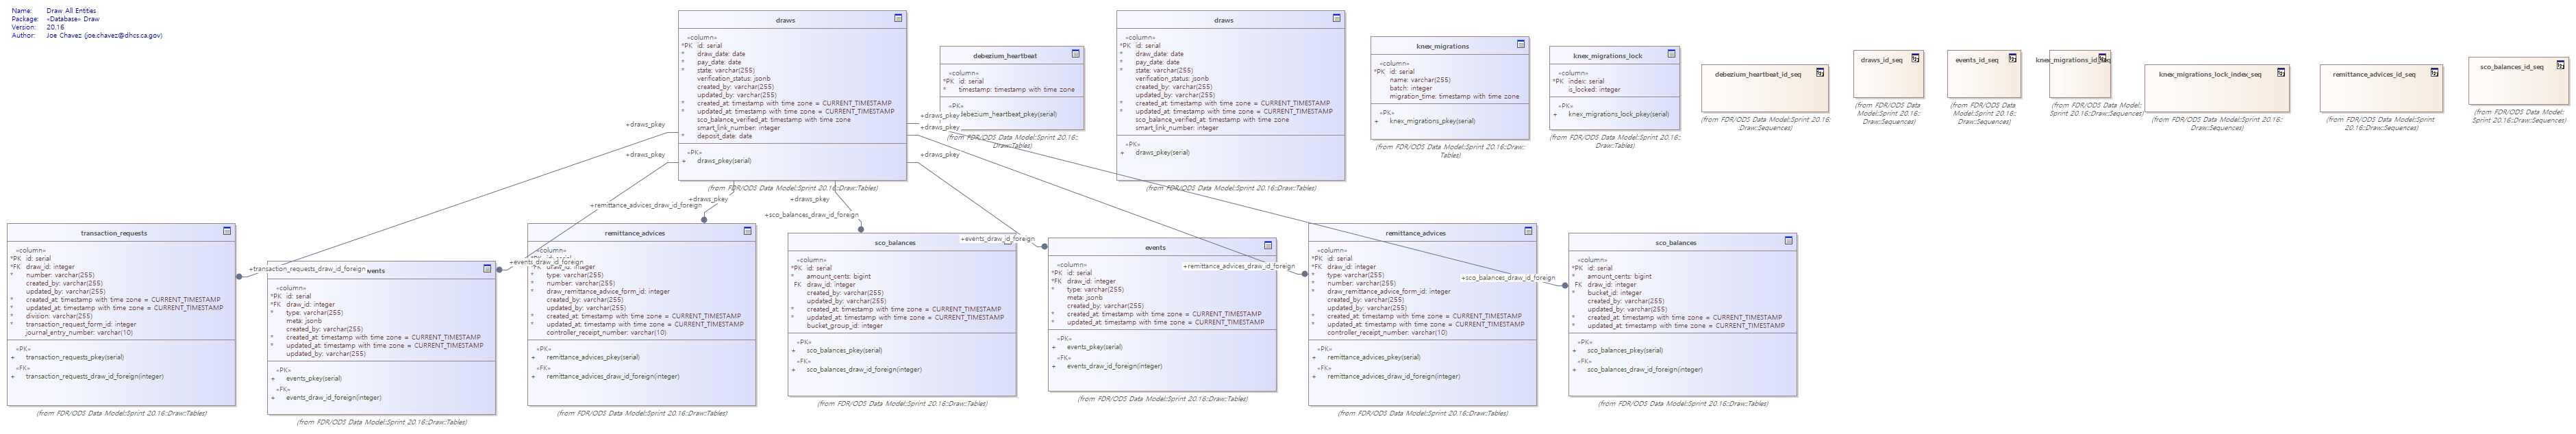 Name: Draw All Entities
Package: «Database» Draw
Version: 20.16
Author: Joe Chavez (joe.chavez@dhcs.ca.gov)
draws
«column»
*PK id: serial
* draw_date: date
* pay_date: date
* state: varchar(255)
verification_status: jsonb
created_by: varchar(255)
updated_by: varchar(255)
* created_at: timestamp with time zone = CURRENT_TIMESTAMP
* updated_at: timestamp with time zone = CURRENT_TIMESTAMP
sco_balance_verified_at: timestamp with time zone
smart_link_number: integer
* deposit_date: date
«PK»
+ draws_pkey(serial)
(from FDR/ODS Data Model::Sprint 20.16::Draw::Tables)
debezium_heartbeat
«column»
*PK id: serial
* timestamp: timestamp with time zone
«PK»
debezium_heartbeat_pkey(serial)
(from FDR/ODS Data Model::Sprint 20.16::
Draw::Tables)
draws
«column»
*PK id: serial
* draw_date: date
* pay_date: date
* state: varchar(255)
verification_status: jsonb
created_by: varchar(255)
updated_by: varchar(255)
* created_at: timestamp with time zone = CURRENT_TIMESTAMP
* updated_at: timestamp with time zone = CURRENT_TIMESTAMP
sco_balance_verified_at: timestamp with time zone
smart_link_number: integer
«PK»
+ draws_pkey(serial)
(from FDR/ODS Data Model::Sprint 20.16::Draw::Tables)
knex_migrations
«column»
*PK id: serial
name: varchar(255)
batch: integer
migration_time: timestamp with time zone
«PK»
+ knex_migrations_pkey(serial)
(from FDR/ODS Data Model::Sprint 20.16::Draw::
Tables)
knex_migrations_lock
«column»
*PK index: serial
is_locked: integer
«PK»
+ knex_migrations_lock_pkey(serial)
(from FDR/ODS Data Model::Sprint 20.16::
Draw::Tables)
debezium_heartbeat_id_seq
(from FDR/ODS Data Model::Sprint 20.16::
Draw::Sequences)
draws_id_seq
(from FDR/ODS Data
Model::Sprint 20.16::
Draw::Sequences)
events_id_seq
(from FDR/ODS Data
Model::Sprint 20.16::
Draw::Sequences)
knex_migrations_id_seq
(from FDR/ODS Data Model::
Sprint 20.16::Draw::Sequences)
knex_migrations_lock_index_seq
(from FDR/ODS Data Model::Sprint 20.16::
Draw::Sequences)
remittance_advices_id_seq
(from FDR/ODS Data Model::Sprint
20.16::Draw::Sequences)
sco_balances_id_seq
(from FDR/ODS Data Model::
Sprint 20.16::Draw::Sequences)
+draws_pkey
+draws_pkey
+draws_pkey
+draws_pkey
+draws_pkey
+draws_pkey
+draws_pkey
+remittance_advices_draw_id_foreign
+sco_balances_draw_id_foreign
+events_draw_id_foreign
+transaction_requests_draw_id_foreign
+events_draw_id_foreign
+remittance_advices_draw_id_foreign
+sco_balances_draw_id_foreign
transaction_requests
«column»
*PK id: serial
*FK draw_id: integer
* number: varchar(255)
created_by: varchar(255)
updated_by: varchar(255)
* created_at: timestamp with time zone = CURRENT_TIMESTAMP
* updated_at: timestamp with time zone = CURRENT_TIMESTAMP
* division: varchar(255)
* transaction_request_form_id: integer
journal_entry_number: varchar(10)
«PK»
+ transaction_requests_pkey(serial)
«FK»
+ transaction_requests_draw_id_foreign(integer)
(from FDR/ODS Data Model::Sprint 20.16::Draw::Tables)
events
«column»
*PK id: serial
*FK draw_id: integer
* type: varchar(255)
meta: jsonb
created_by: varchar(255)
* created_at: timestamp with time zone = CURRENT_TIMESTAMP
* updated_at: timestamp with time zone = CURRENT_TIMESTAMP
updated_by: varchar(255)
«PK»
+ events_pkey(serial)
«FK»
+ events_draw_id_foreign(integer)
(from FDR/ODS Data Model::Sprint 20.16::Draw::Tables)
remittance_advices
«column»
*PK id: serial
*FK draw_id: integer
* type: varchar(255)
* number: varchar(255)
* draw_remittance_advice_form_id: integer
created_by: varchar(255)
updated_by: varchar(255)
* created_at: timestamp with time zone = CURRENT_TIMESTAMP
* updated_at: timestamp with time zone = CURRENT_TIMESTAMP
controller_receipt_number: varchar(10)
«PK»
+ remittance_advices_pkey(serial)
«FK»
+ remittance_advices_draw_id_foreign(integer)
(from FDR/ODS Data Model::Sprint 20.16::Draw::Tables)
sco_balances
«column»
*PK id: serial
* amount_cents: bigint
FK draw_id: integer
created_by: varchar(255)
updated_by: varchar(255)
* created_at: timestamp with time zone = CURRENT_TIMESTAMP
* updated_at: timestamp with time zone = CURRENT_TIMESTAMP
bucket_group_id: integer
«PK»
+ sco_balances_pkey(serial)
«FK»
+ sco_balances_draw_id_foreign(integer)
(from FDR/ODS Data Model::Sprint 20.16::Draw::Tables)
events
«column»
*PK id: serial
*FK draw_id: integer
* type: varchar(255)
meta: jsonb
created_by: varchar(255)
* created_at: timestamp with time zone = CURRENT_TIMESTAMP
* updated_at: timestamp with time zone = CURRENT_TIMESTAMP
«PK»
+ events_pkey(serial)
«FK»
+ events_draw_id_foreign(integer)
(from FDR/ODS Data Model::Sprint 20.16::Draw::Tables)
remittance_advices
«column»
*PK id: serial
*FK draw_id: integer
* type: varchar(255)
* number: varchar(255)
* draw_remittance_advice_form_id: integer
created_by: varchar(255)
updated_by: varchar(255)
* created_at: timestamp with time zone = CURRENT_TIMESTAMP
* updated_at: timestamp with time zone = CURRENT_TIMESTAMP
controller_receipt_number: varchar(10)
«PK»
+ remittance_advices_pkey(serial)
«FK»
+ remittance_advices_draw_id_foreign(integer)
(from FDR/ODS Data Model::Sprint 20.16::Draw::Tables)
sco_balances
«column»
*PK id: serial
* amount_cents: bigint
FK draw_id: integer
* bucket_id: integer
created_by: varchar(255)
updated_by: varchar(255)
* created_at: timestamp with time zone = CURRENT_TIMESTAMP
* updated_at: timestamp with time zone = CURRENT_TIMESTAMP
«PK»
+ sco_balances_pkey(serial)
«FK»
+ sco_balances_draw_id_foreign(integer)
(from FDR/ODS Data Model::Sprint 20.16::Draw::Tables)